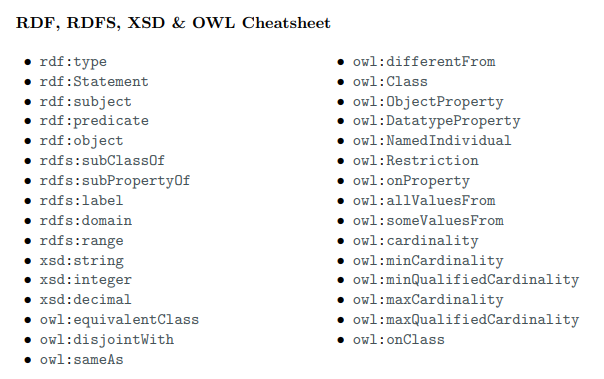 RDF, RDFS, XSD & OWL Cheatsheet
• rdf:type
• rdf:Statement
• rdf:subject
• rdf:predicate
• rdf:object
• rdfs:subClassOf
• rdfs:subPropertyOf
• rdfs:label
• rdfs:domain
• rdfs:range
• xsd:string
• xsd:integer
• xsd:decimal
• owl:equivalentClass
• owl:disjointWith
• owl:sameAs
• owl:differentFrom
• owl:Class
• owl:ObjectProperty
• owl:DatatypeProperty
• owl:NamedIndividual
• owl:Restriction
• owl:onProperty
• owl:allValuesFrom
• owl:someValuesFrom
• owl:cardinality
• owl:minCardinality
• owl:minQualifiedCardinality
• owl:maxCardinality
• owl:maxQualifiedCardinality
• owl:onClass